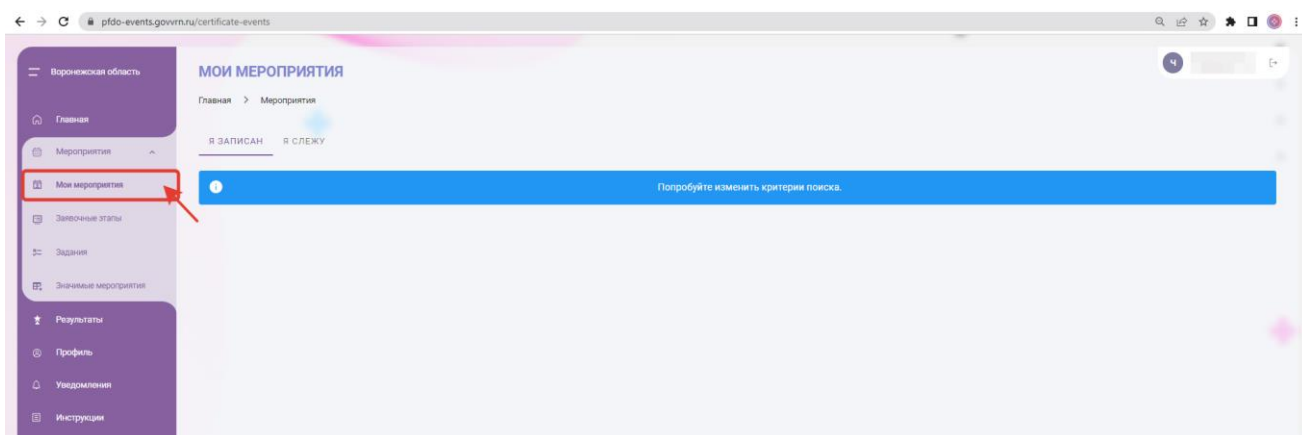 pfdo-events.govvrn.ru/certificate-events
Воронежская область
Главная
Мероприятия
Мои мероприятия
Заявочные этапы
Задания
Значимые мероприятия
Результаты
Профиль
Уведомления
Инструкции
МОИ МЕРОПРИЯТИЯ
Главная > Мероприятия
Я ЗАПИСАН Я СЛЕЖУ
Попробуйте изменить критерии поиска.
Ч